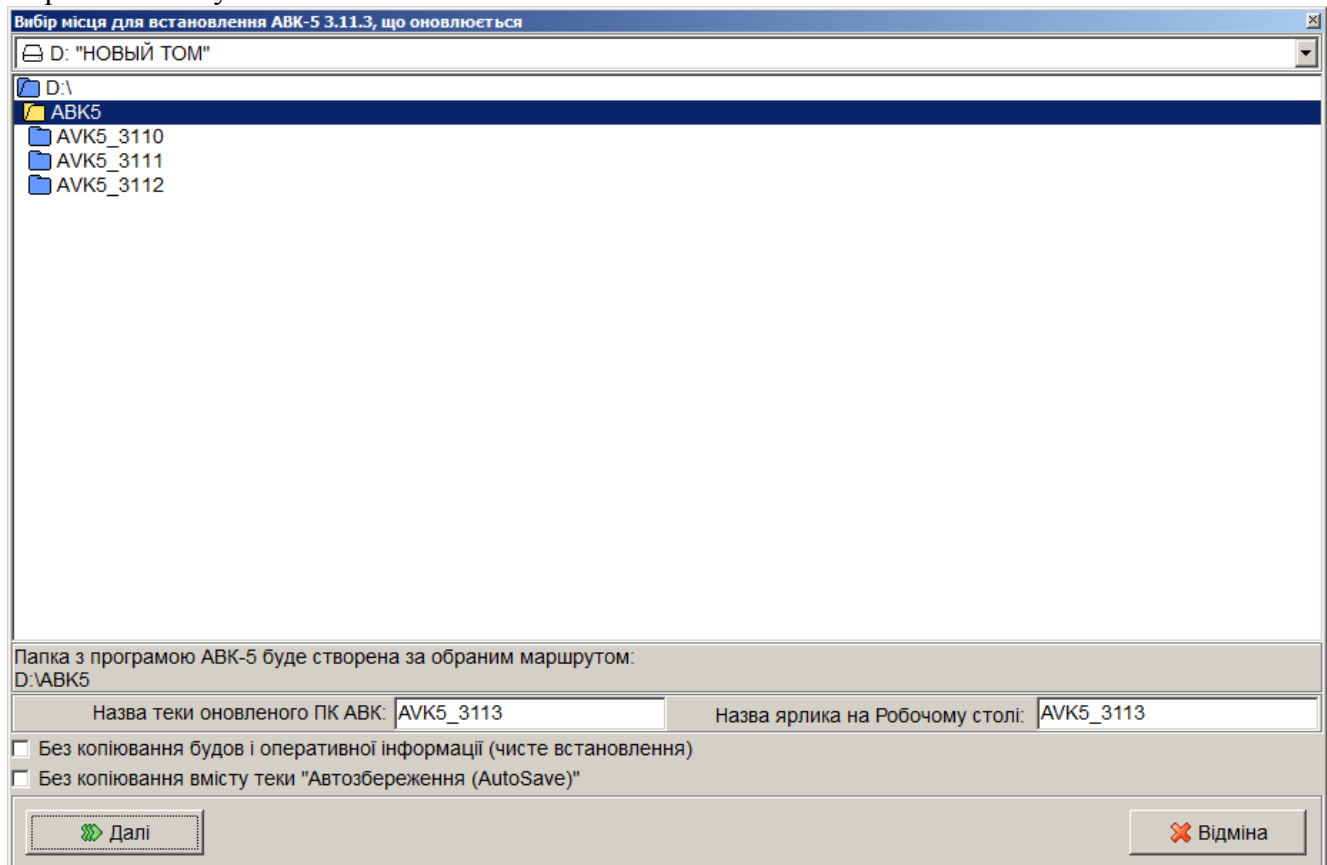 Вибір місця для встановлення АВК-5 3.11.3, що оновлюється
D: "НОВЫЙ ТОМ"
D:\
ABK5
AVK5_3110
AVK5_3111
AVK5_3112
Папка з програмою АВК-5 буде створена за обраним маршрутом:
D:\ABK5
Назва теки оновленого ПК АВК: AVK5_3113 Назва ярлика на Робочому столі: AVK5_3113
Без копіювання будов і оперативної інформації (чисте встановлення)
Без копіювання вмісту теки "Автозбереження (AutoSave)"
Далі Відміна